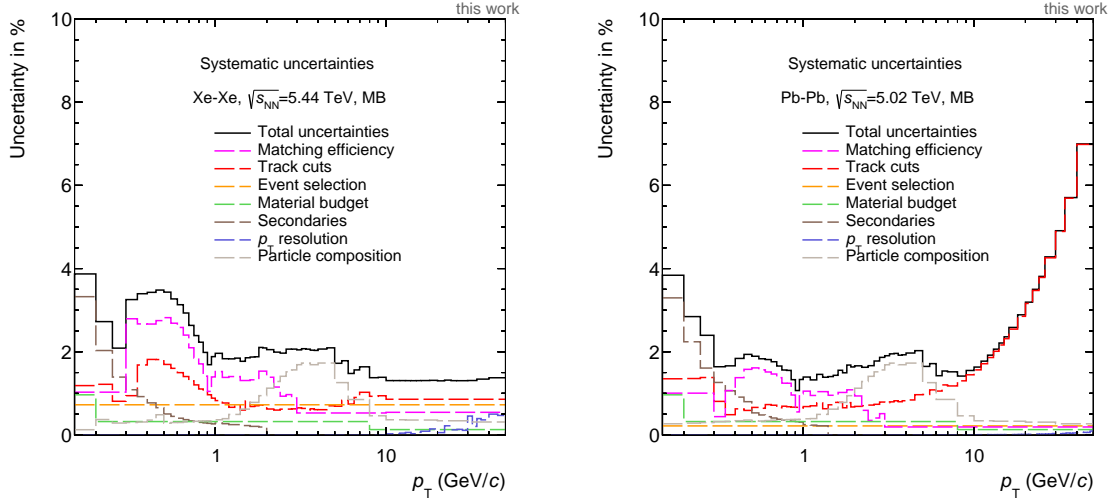 this work
Uncertainty in %
10
8
6
4
2
0
Systematic uncertainties
Xe-Xe, √sNN=5.44 TeV, MB
Total uncertainties
Matching efficiency
Track cuts
Event selection
Material budget
Secondaries
pT resolution
Particle composition
1
10
pT (GeV/c)
this work
Uncertainty in %
10
8
6
4
2
0
Systematic uncertainties
Pb-Pb, √sNN=5.02 TeV, MB
Total uncertainties
Matching efficiency
Track cuts
Event selection
Material budget
Secondaries
pT resolution
Particle composition
1
10
pT (GeV/c)